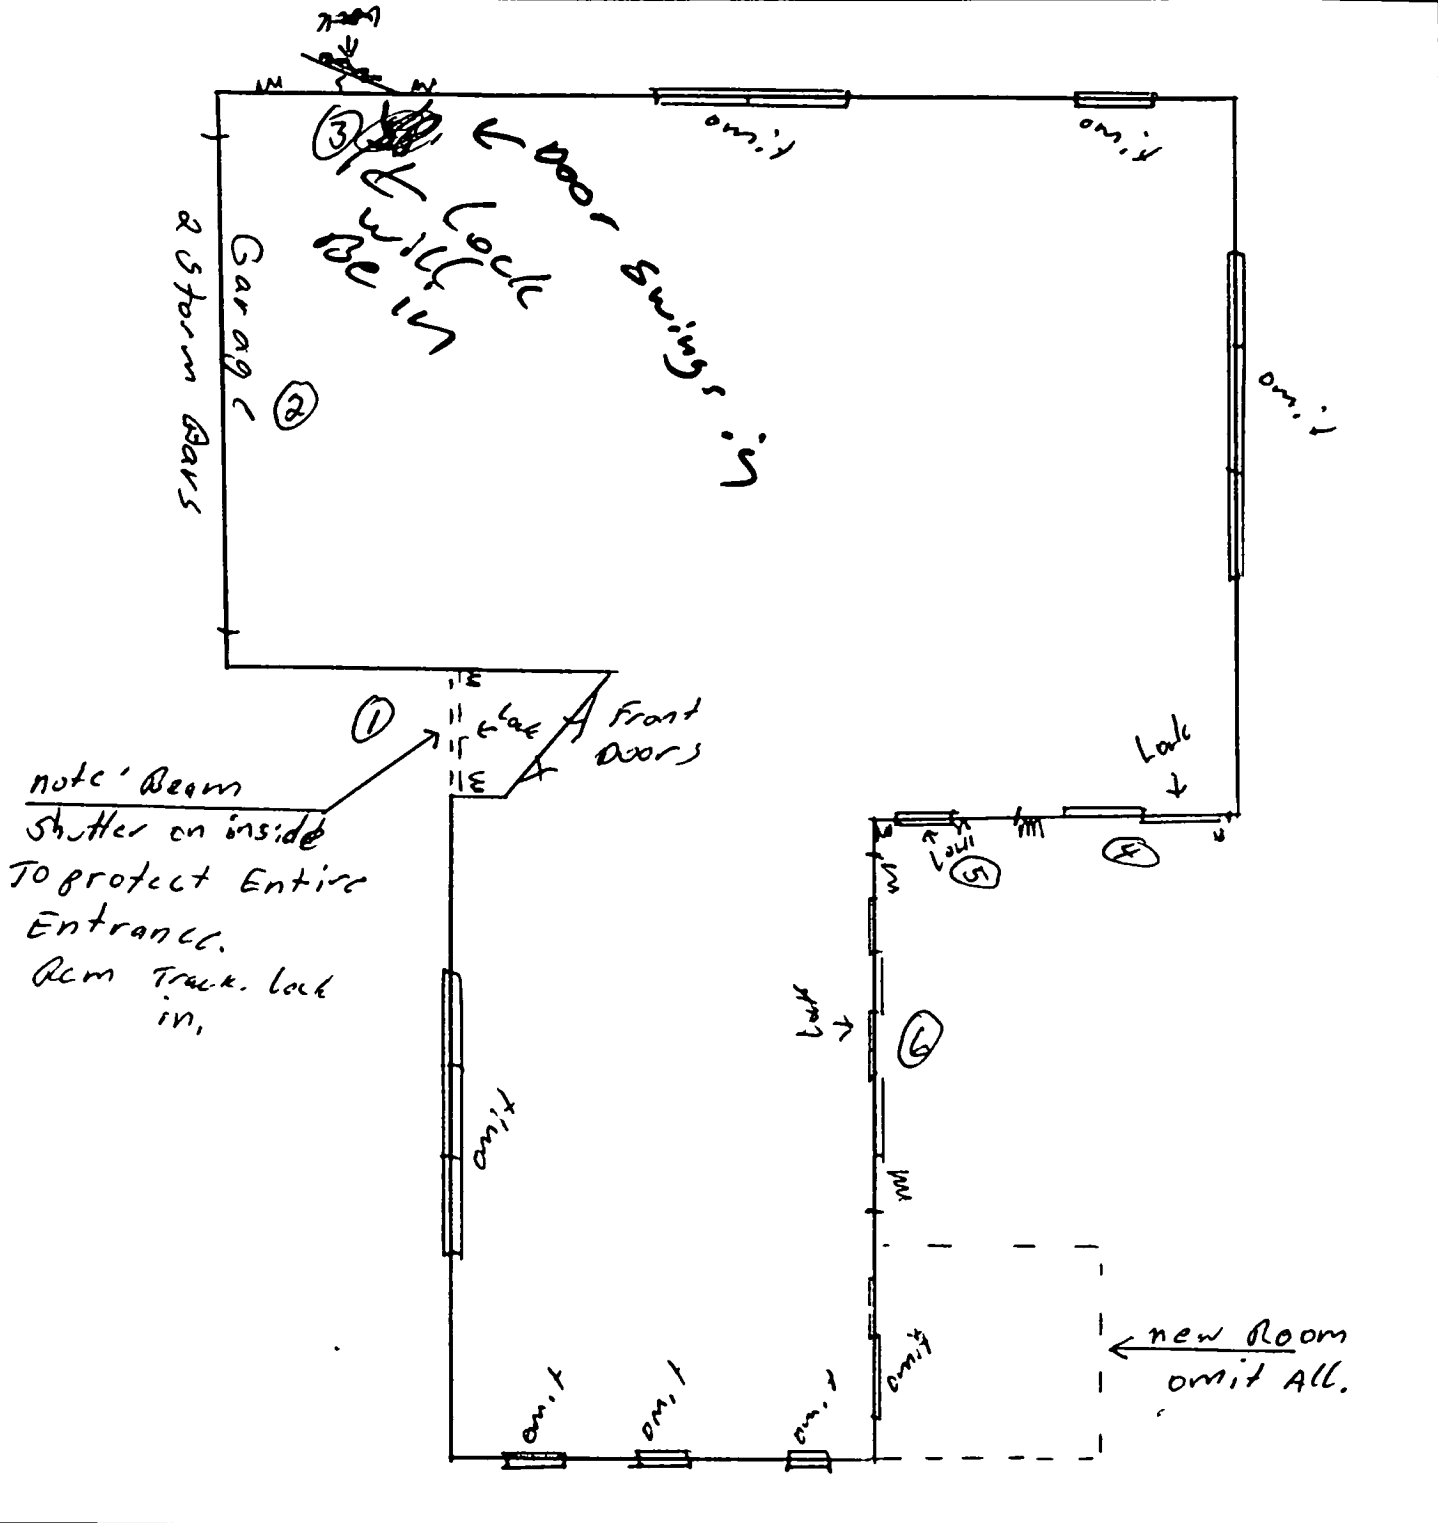 omit
omit
3
← Door swings in
← Lock
will
Be in
Garage
2 Storm Bars
2
omit
1
← Lock
Front
Doors
note: Beam
Shutter on inside
To protect Entire
Entrance.
Rem Track. Lock
in.
Lock
4
Lock
5
Lock
6
omit
omit
new Room
omit All.
omit
omit
omit